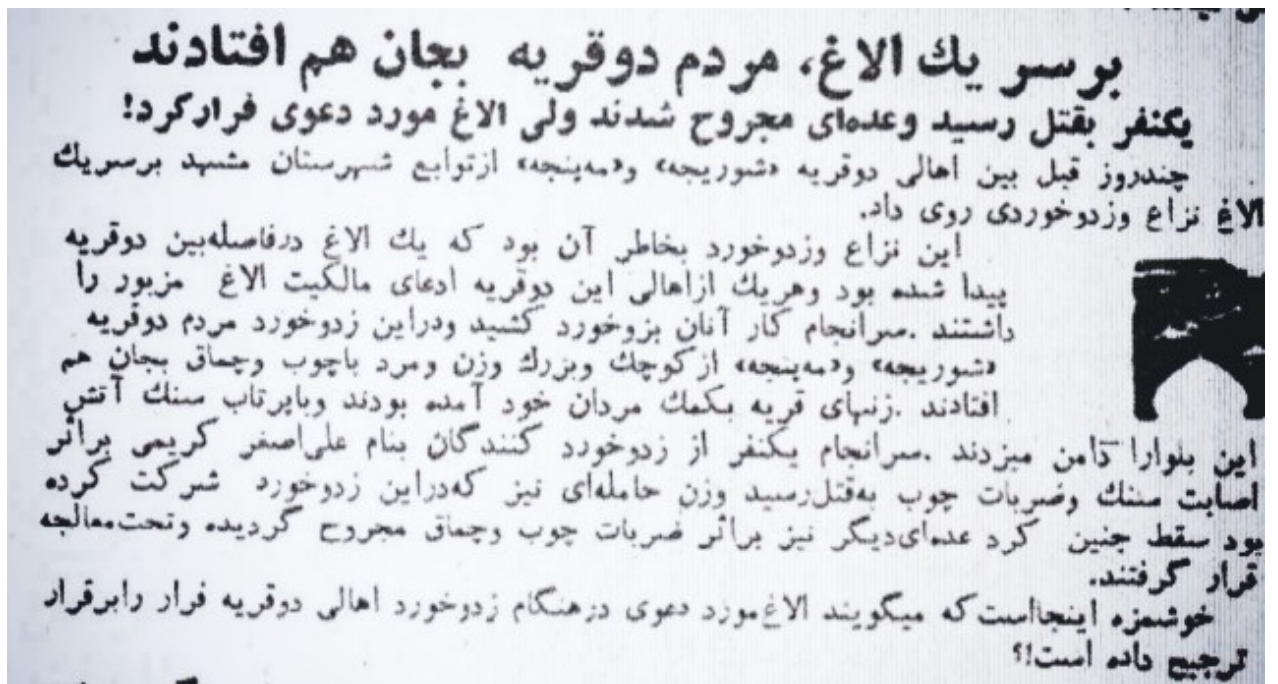 برسر یك الاغ، مردم دوقریه بجان هم افتادند
یکنفر بقتل رسید وعده‌ای مجروح شدند ولی الاغ مورد دعوی فرارکرد!
چندروز قبل بین اهالی دوقریه «شوریجه» و«مه‌ینجه» ازتوابع شهرستان مشهد برسریك
الاغ نزاع وزدوخوردی روی داد.
این نزاع وزدوخورد بخاطر آن بود که یك الاغ درفاصله‌بین دوقریه
پیدا شده بود وهریك ازاهالی این دوقریه ادعای مالکیت الاغ مزبور را
داشتند .سرانجام کار آنان بزوخورد کشید ودراین زدوخورد مردم دوقریه
«شوریجه» و«مه‌ینجه» ازکوچك وبزرك وزن ومرد باچوب وچماق بجان هم
افتادند .زنهای قریه بکمك مردان خود آمده بودند وباپرتاب سنك آتش
این بلوارا دامن میزدند .سرانجام یکنفر از زدوخورد کنندگان بنام علی‌اصغر کریمی براثر
اصابت سنك وضربات چوب به‌قتل‌رسید وزن حامله‌ای نیز که‌دراین زدوخورد شرکت کرده
بود سقط جنین کرد عده‌ای‌دیگر نیز براثر ضربات چوب وچماق مجروح گردیده وتحت‌معالجه
قرار گرفتند.
خوشمزه اینجااست‌که میگویند الاغ‌مورد دعوی درهنگام زدوخورد اهالی دوقریه فرار رابرقرار
ترجیح داده است!؟